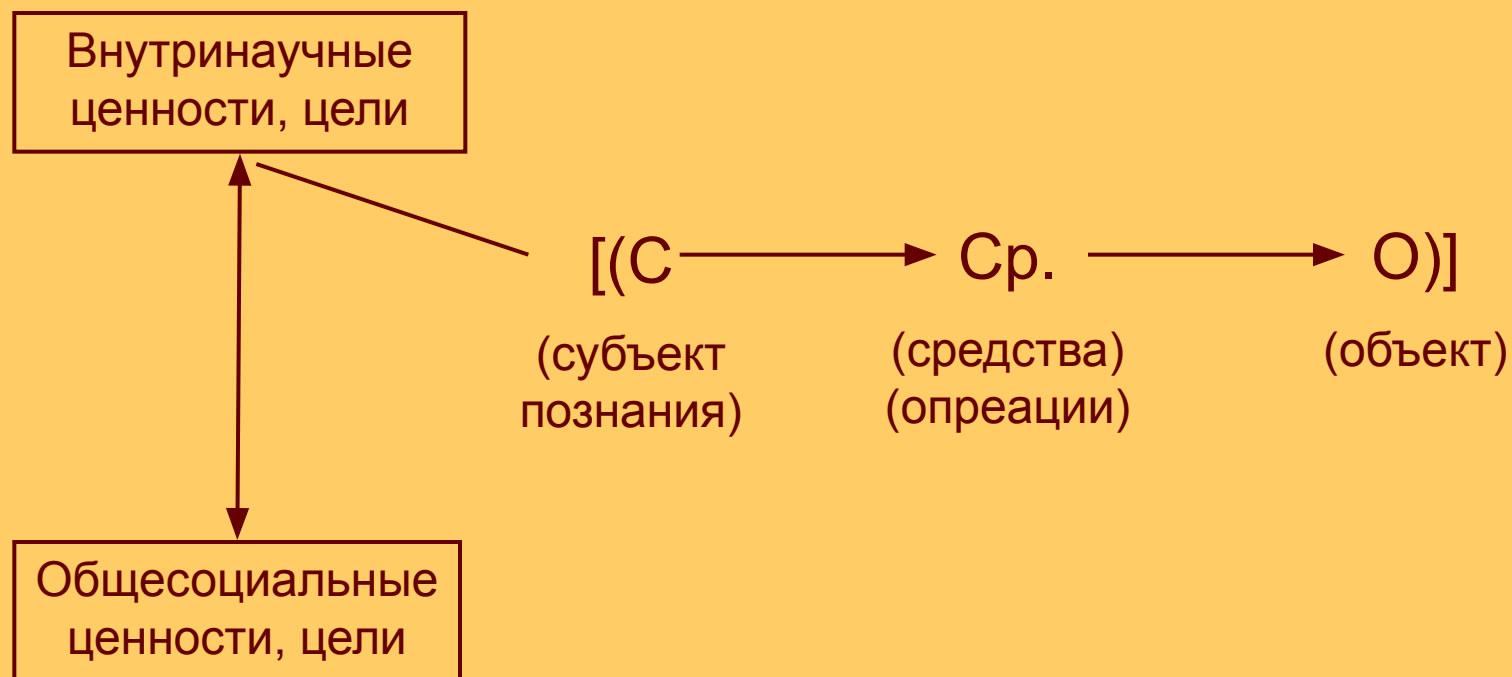 Внутринаучные
ценности, цели
[(С Ср. О)]
(субъект
познания)
(средства)
(опреации)
(объект)
Общесоциальные
ценности, цели